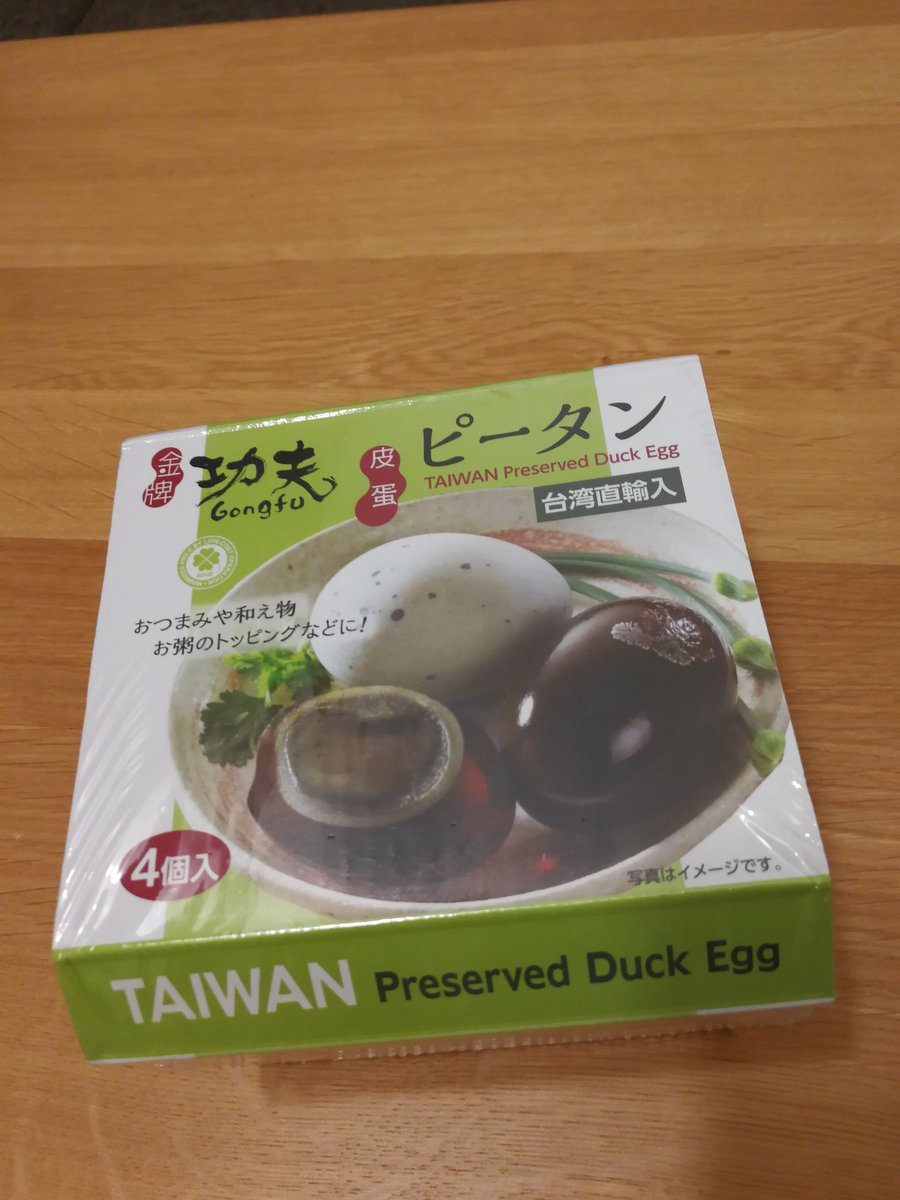 金牌
功夫
Gongfu
皮蛋
ピータン
TAIWAN Preserved Duck Egg
台湾直輸入
おつまみや和え物
お粥のトッピングなどに!
4個入
写真はイメージです。
TAIWAN Preserved Duck Egg